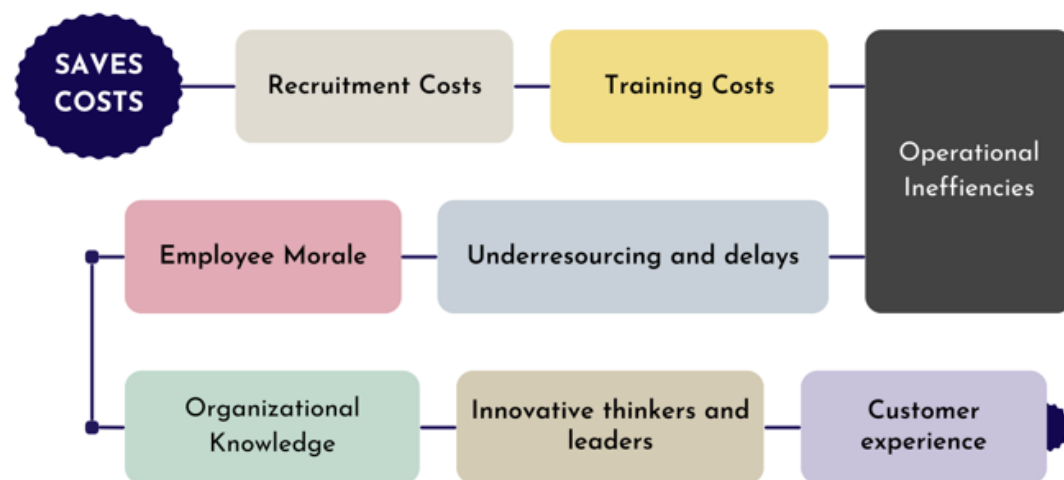 SAVES
COSTS
Recruitment Costs
Training Costs
Operational
Ineffiencies
Underresourcing and delays
Employee Morale
Organizational
Knowledge
Innovative thinkers and
leaders
Customer
experience